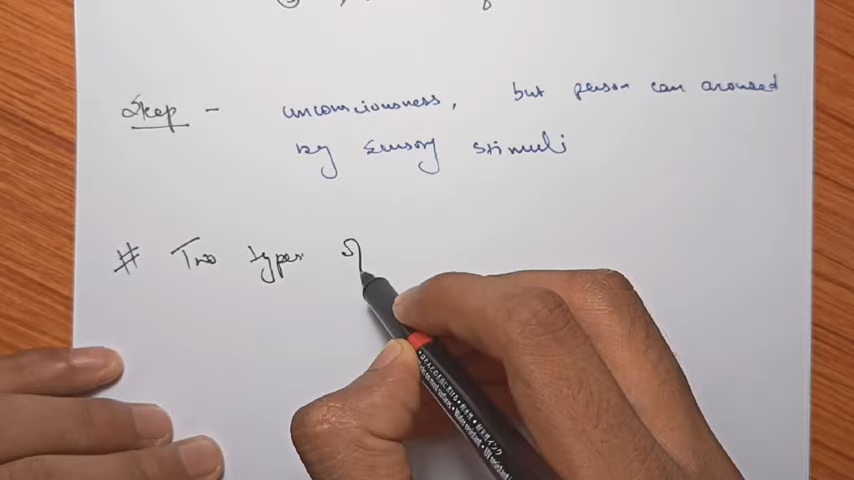 Sleep - unconsciousness, but person can aroused
by sensory stimuli
# Two types of